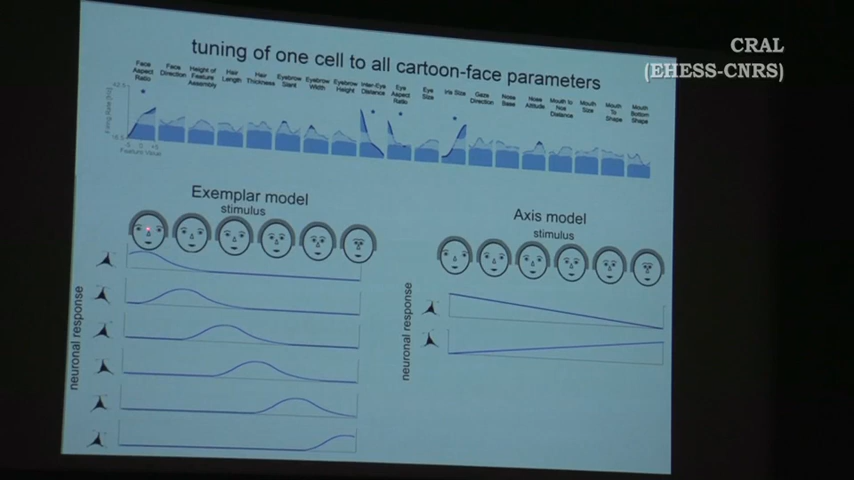 CRAL
(EHESS-CNRS)
tuning of one cell to all cartoon-face parameters
Face Aspect Ratio
Face Direction
Height of Feature Assembly
Hair Length
Hair Thickness
Eyebrow Slant
Eyebrow Width
Eyebrow Height
Inter-Eye Distance
Eye Aspect Ratio
Eye Size
Iris Size
Gaze Direction
Nose Base
Nose Altitude
Mouth to Nose Distance
Mouth Size
Mouth Top Shape
Mouth Bottom Shape
Firing Rate [Hz]
Feature Value
Exemplar model
stimulus
neuronal response
Axis model
stimulus
neuronal response